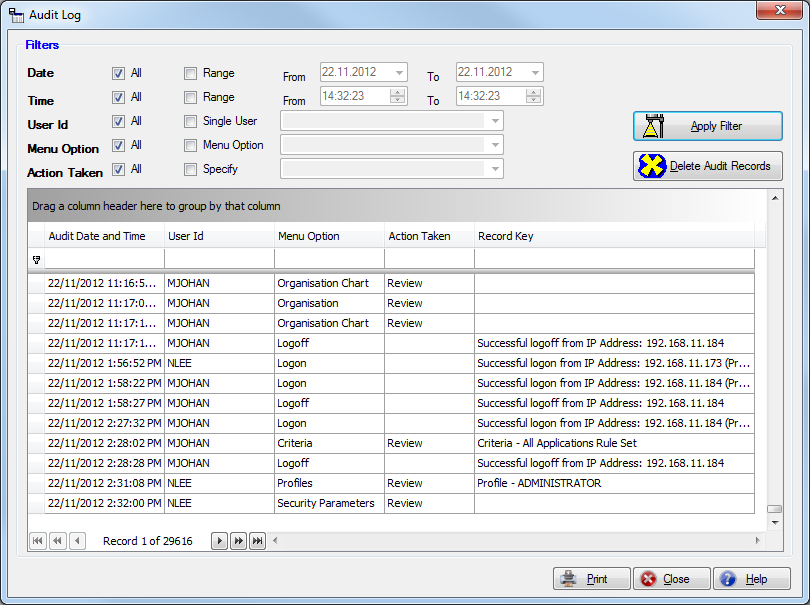 Audit Log
Filters
Date All Range From 22.11.2012 To 22.11.2012
Time All Range From 14:32:23 To 14:32:23
User Id All Single User
Menu Option All Menu Option
Action Taken All Specify
Apply Filter
Delete Audit Records
Drag a column header here to group by that column
Audit Date and Time User Id Menu Option Action Taken Record Key
22/11/2012 11:16:5... MJOHAN Organisation Chart Review
22/11/2012 11:17:0... MJOHAN Organisation Review
22/11/2012 11:17:1... MJOHAN Organisation Chart Review
22/11/2012 11:17:1... MJOHAN Logoff Successful logoff from IP Address: 192.168.11.184
22/11/2012 1:56:52 PM NLEE Logon Successful logon from IP Address: 192.168.11.173 (Pr...
22/11/2012 1:58:22 PM MJOHAN Logon Successful logon from IP Address: 192.168.11.184 (Pr...
22/11/2012 1:58:27 PM MJOHAN Logoff Successful logoff from IP Address: 192.168.11.184
22/11/2012 2:27:32 PM MJOHAN Logon Successful logon from IP Address: 192.168.11.184 (Pr...
22/11/2012 2:28:02 PM MJOHAN Criteria Review Criteria - All Applications Rule Set
22/11/2012 2:28:28 PM MJOHAN Logoff Successful logoff from IP Address: 192.168.11.184
22/11/2012 2:31:08 PM NLEE Profiles Review Profile - ADMINISTRATOR
22/11/2012 2:32:00 PM NLEE Security Parameters Review
Record 1 of 29616
Print Close Help